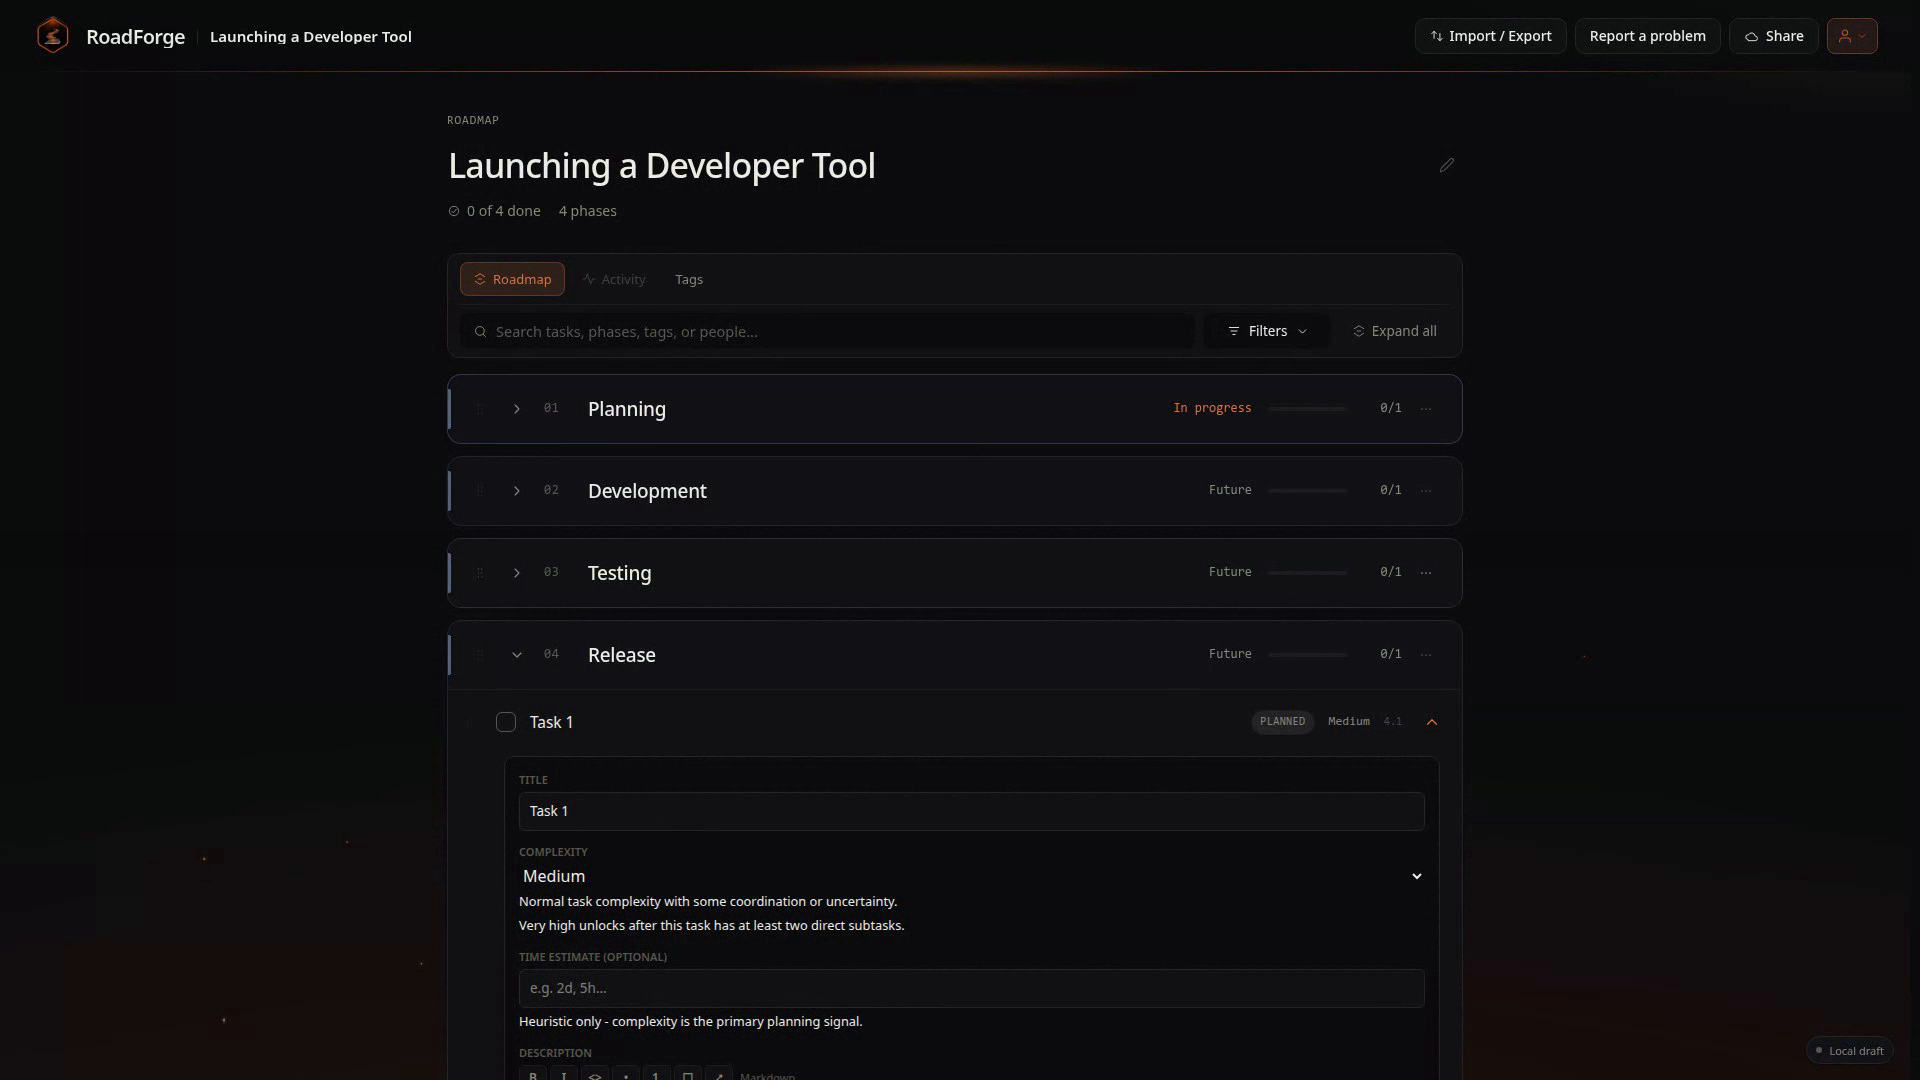 RoadForge
Launching a Developer Tool
Import / Export
Report a problem
Share
ROADMAP
Launching a Developer Tool
0 of 4 done 4 phases
Roadmap Activity Tags
Search tasks, phases, tags, or people...
Filters
Expand all
01 Planning In progress 0/1 ...
02 Development Future 0/1 ...
03 Testing Future 0/1 ...
04 Release Future 0/1 ...
Task 1 PLANNED Medium 4.1
TITLE
Task 1
COMPLEXITY
Medium
Normal task complexity with some coordination or uncertainty.
Very high unlocks after this task has at least two direct subtasks.
TIME ESTIMATE (OPTIONAL)
e.g. 2d, 5h...
Heuristic only - complexity is the primary planning signal.
DESCRIPTION
B I <> • 1. Markdown
Local draft